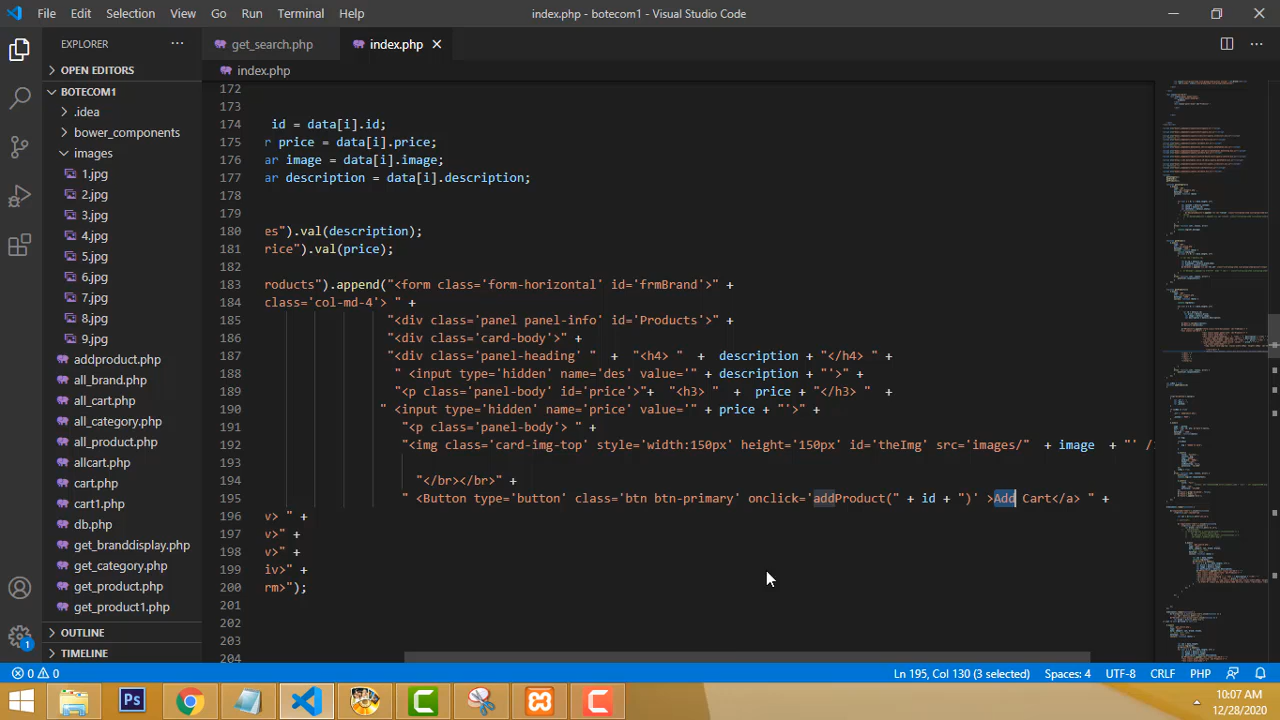 File Edit Selection View Go Run Terminal Help
index.php - botecom1 - Visual Studio Code
EXPLORER
get_search.php
index.php
OPEN EDITORS
index.php
BOTECOM1
.idea
bower_components
images
1.jpg
2.jpg
3.jpg
4.jpg
5.jpg
6.jpg
7.jpg
8.jpg
9.jpg
addproduct.php
all_brand.php
all_cart.php
all_category.php
all_product.php
allcart.php
cart.php
cart1.php
db.php
get_branddisplay.php
get_category.php
get_product.php
get_product1.php
OUTLINE
TIMELINE
172
173
174 id = data[i].id;
175 r price = data[i].price;
176 ar image = data[i].image;
177 ar description = data[i].description;
178
179
180 es").val(description);
181 rice").val(price);
182
183 roducts").append("<form class='form-horizontal' id='frmBrand'>" +
184 class='col-md-4'> " +
185 "<div class='panel panel-info' id='Products'>" +
186 "<div class='card-body'>" +
187 "<div class='panel-heading' " + "<h4> " + description + "</h4> " +
188 " <input type='hidden' name='des' value='" + description + "'>" +
189 "<p class='panel-body' id='price'>"+ "<h3> " + price + "</h3> " +
190 " <input type='hidden' name='price' value='" + price + "'>" +
191 "<p class='panel-body'> " +
192 "<img class='card-img-top' style='width:150px' height='150px' id='theImg' src='images/" + image + "' /
193
194 "</br></br>" +
195 " <Button type='button' class='btn btn-primary' onclick='addProduct(" + id + ")' >Add Cart</a> " +
196 v> " +
197 v>" +
198 v>" +
199 iv>" +
200 rm>");
201
202
203
204
1
0 0
Ln 195, Col 130 (3 selected) Spaces: 4 UTF-8 CRLF PHP
Ps
10:07 AM
12/28/2020